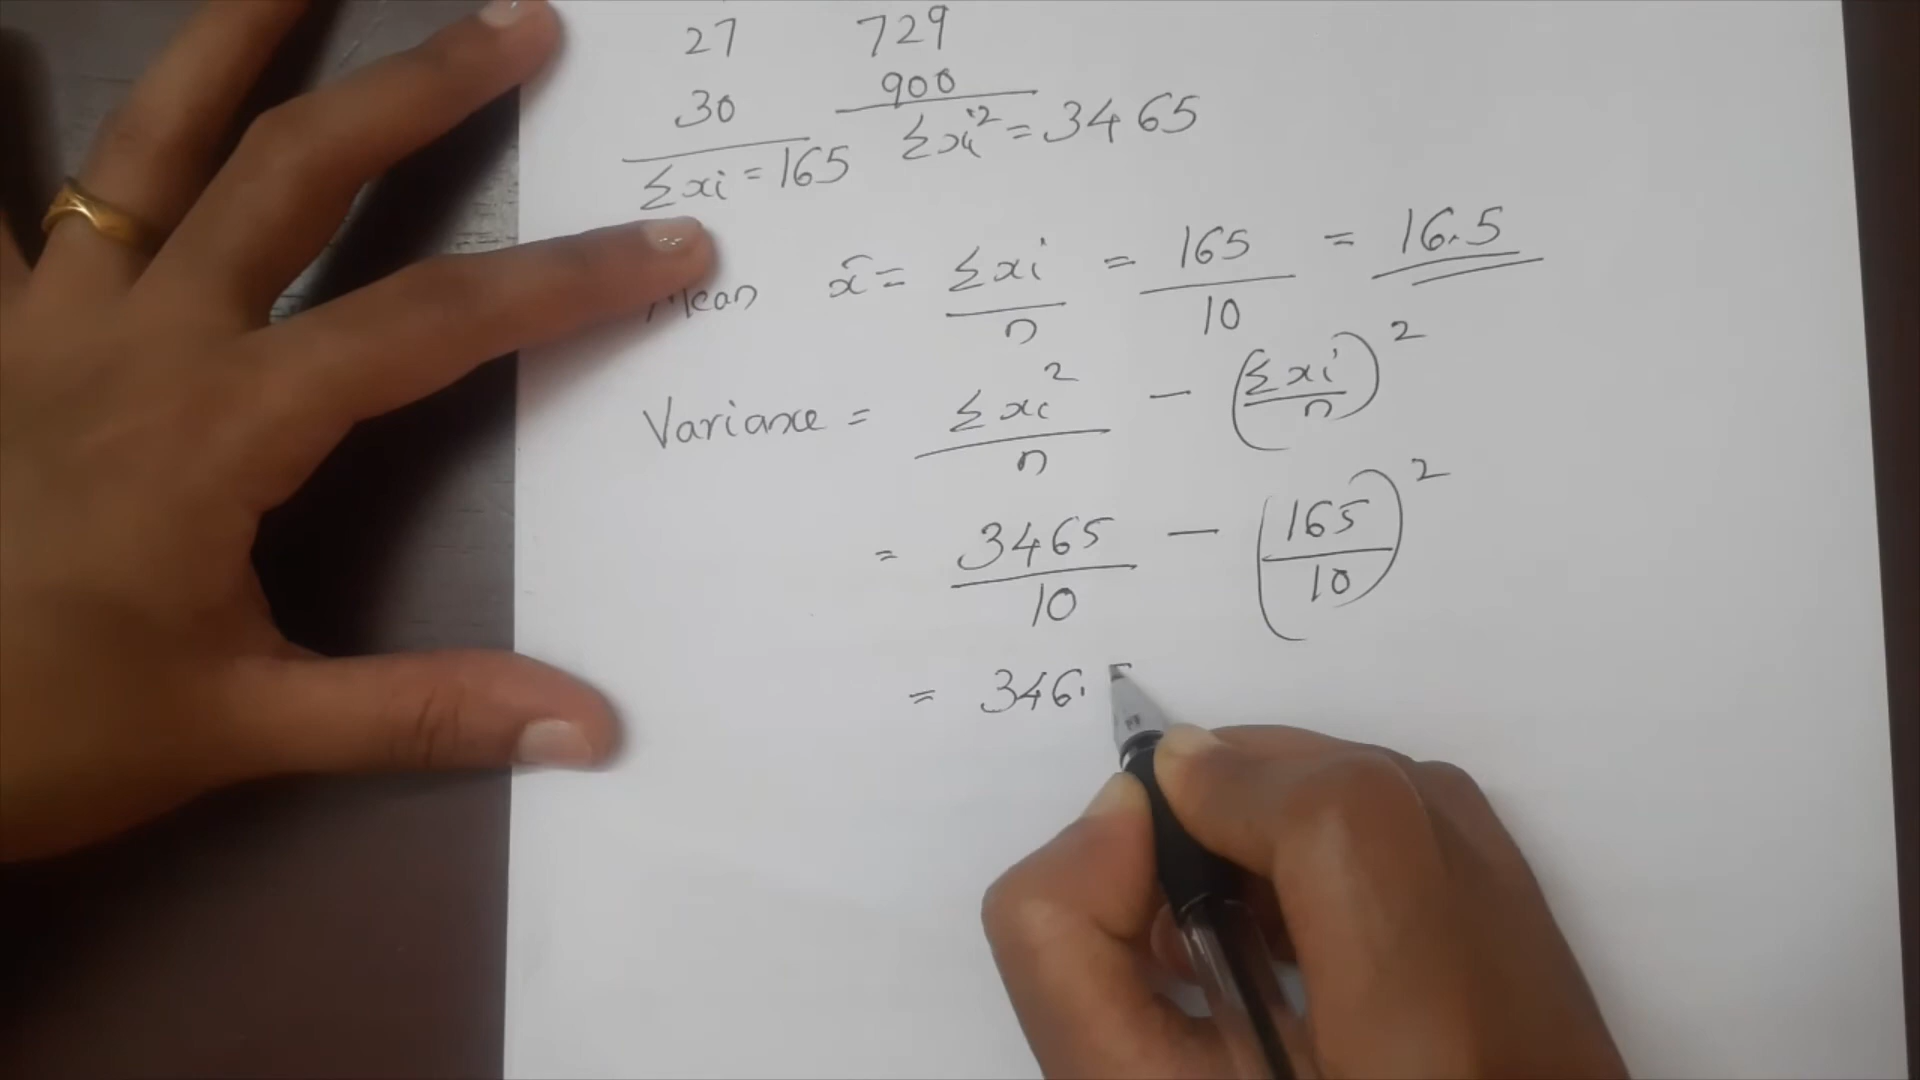 27 729
30 900
Σxi = 165 Σxi² = 3465
Mean x̄ = Σxi/n = 165/10 = 16.5
Variance = Σxi²/n − (Σxi/n)²
= 3465/10 − (165/10)²
= 346.5